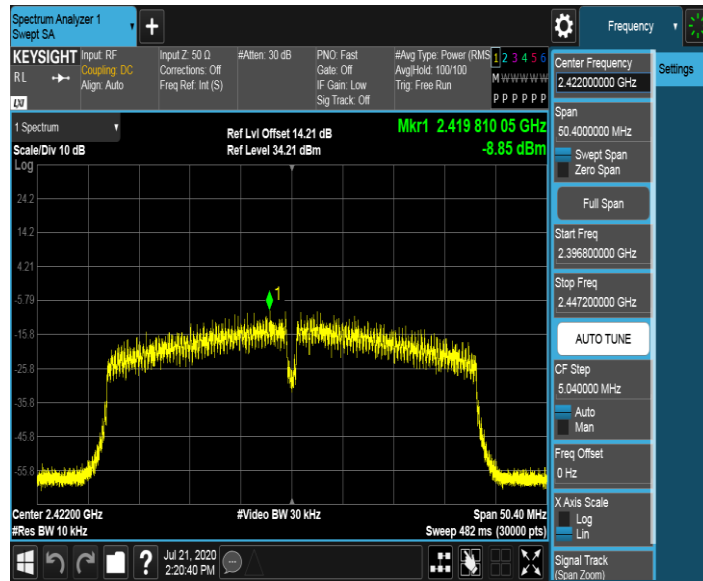 Spectrum Analyzer 1
Swept SA
+
Frequency
KEYSIGHT
RL
LXI
Input: RF
Coupling: DC
Align: Auto
Input Z: 50 Ω
Corrections: Off
Freq Ref: Int (S)
#Atten: 30 dB
PNO: Fast
Gate: Off
IF Gain: Low
Sig Track: Off
#Avg Type: Power (RMS
Avg|Hold: 100/100
Trig: Free Run
1 2 3 4 5 6
M W W W W W
P P P P P P
1 Spectrum
Scale/Div 10 dB
Log
Ref Lvl Offset 14.21 dB
Ref Level 34.21 dBm
Mkr1 2.419 810 05 GHz
-8.85 dBm
24.2
14.2
4.21
-5.79
-15.8
-25.8
-35.8
-45.8
-55.8
1
Center 2.42200 GHz
#Res BW 10 kHz
#Video BW 30 kHz
Span 50.40 MHz
Sweep 482 ms (30000 pts)
Center Frequency
2.422000000 GHz
Settings
Span
50.4000000 MHz
Swept Span
Zero Span
Full Span
Start Freq
2.396800000 GHz
Stop Freq
2.447200000 GHz
AUTO TUNE
CF Step
5.040000 MHz
Auto
Man
Freq Offset
0 Hz
X Axis Scale
Log
Lin
Signal Track
(Span Zoom)
?
Jul 21, 2020
2:20:40 PM